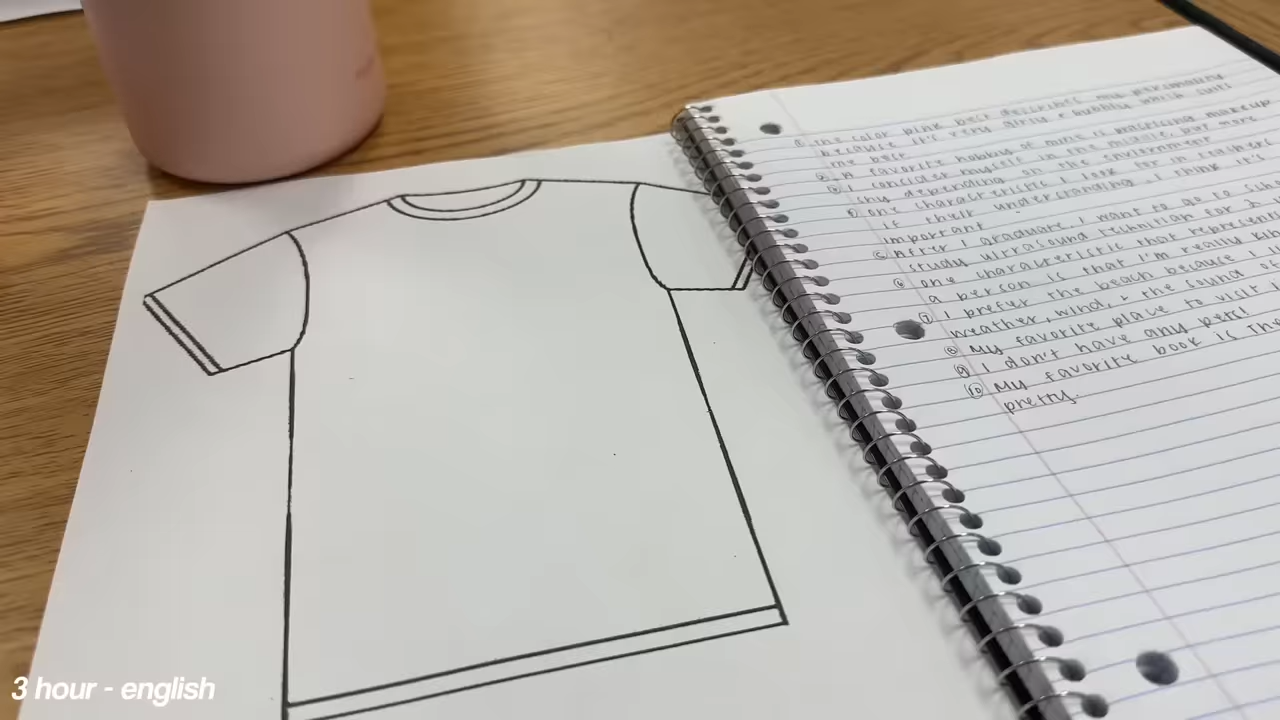 ① the color pink best describes my personality
because it's very girly & bubbly which suits
me best
② A favorite hobby of mine is practicing makeup
③ I consider myself in the middle, but more
shy depending on the environment
④ one characteristic I look for in teachers
is their understanding. I think it's
important
⑤ After I graduate, I want to go to
study ultrasound technician for 2
⑥ one characteristic that represents
a person is that I'm really
⑦ I prefer the beach because I
weather, wind, & the sound of
⑧ My favorite place to visit
⑨ I don't have any pets!
⑩ My favorite book is The
pretty.
3 hour - english